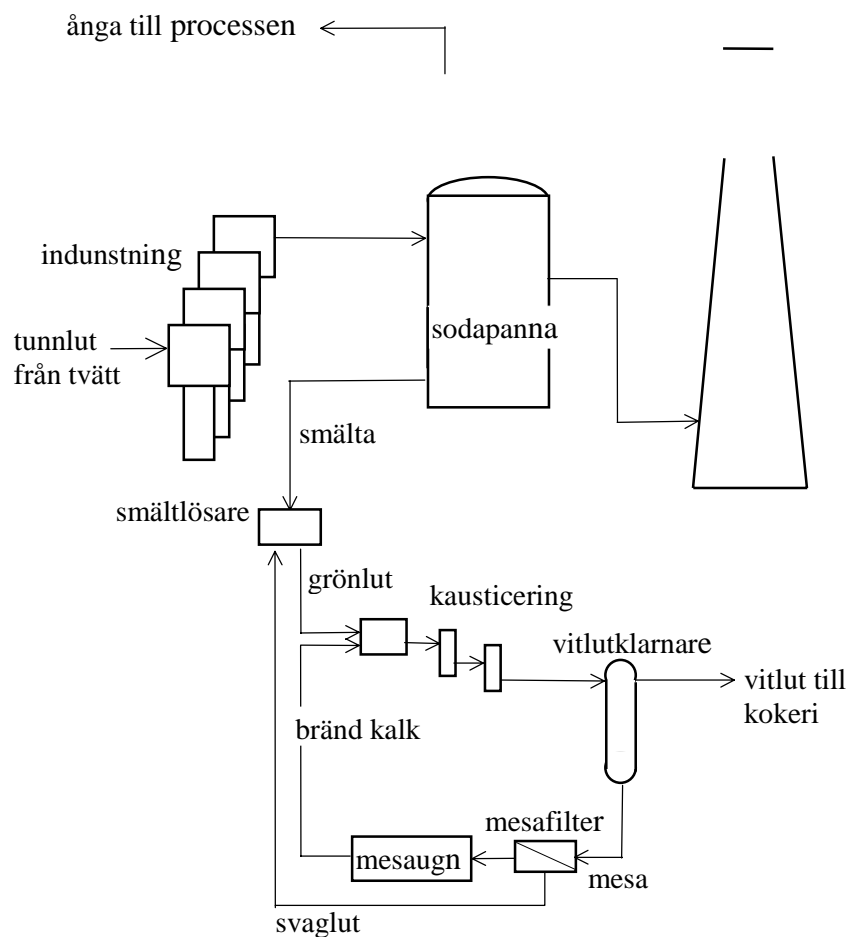 ånga till processen
indunstning
tunnlut
från tvätt
sodapanna
smälta
smältlösare
grönlut
kausticering
vitlutklarnare
vitlut till
kokeri
bränd kalk
mesafilter
mesaugn
mesa
svaglut